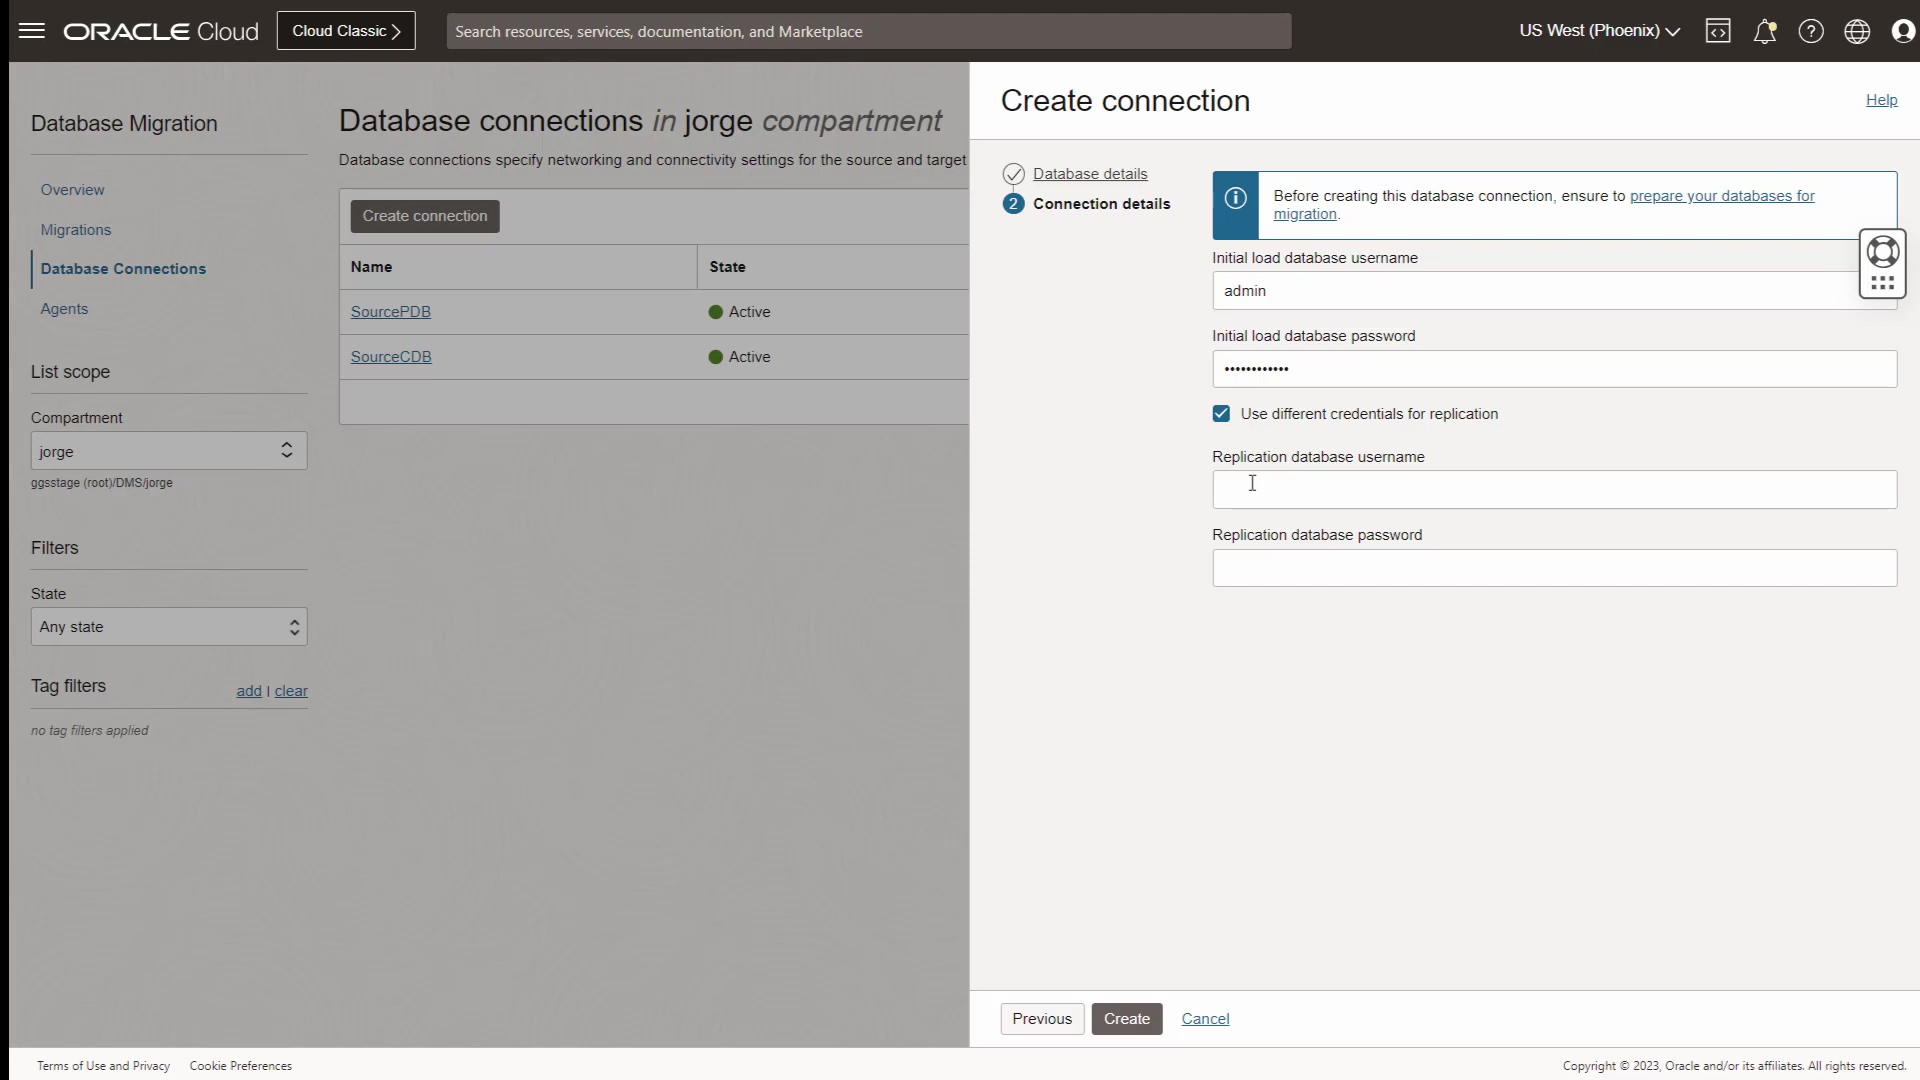 ORACLE Cloud
Cloud Classic
Search resources, services, documentation, and Marketplace
US West (Phoenix)
Database Migration
Overview
Migrations
Database Connections
Agents
List scope
Compartment
jorge
ggsstage (root)/DMS/jorge
Filters
State
Any state
Tag filters
add | clear
no tag filters applied
Database connections in jorge compartment
Database connections specify networking and connectivity settings for the source and target
Create connection
Name State
SourcePDB Active
SourceCDB Active
Create connection
Help
Database details
2 Connection details
Before creating this database connection, ensure to prepare your databases for
migration.
Initial load database username
admin
Initial load database password
••••••••••••
Use different credentials for replication
Replication database username
Replication database password
Previous
Create
Cancel
Terms of Use and Privacy
Cookie Preferences
Copyright © 2023, Oracle and/or its affiliates. All rights reserved.